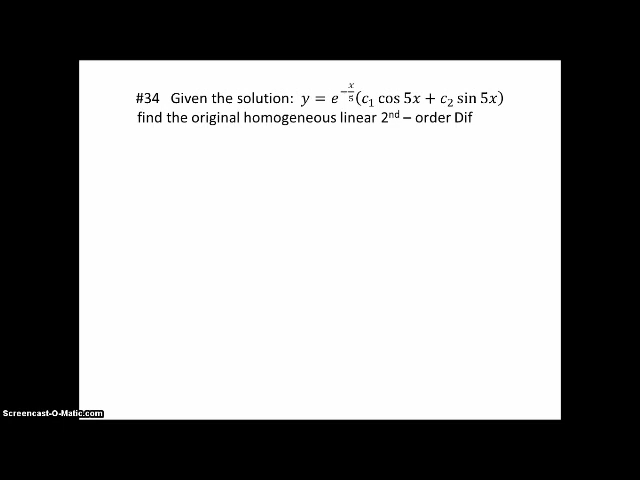 #34 Given the solution: y = e^{-\frac{x}{5}}(c₁ cos 5x + c₂ sin 5x)
find the original homogeneous linear 2ⁿᵈ – order Dif
Screencast-O-Matic.com